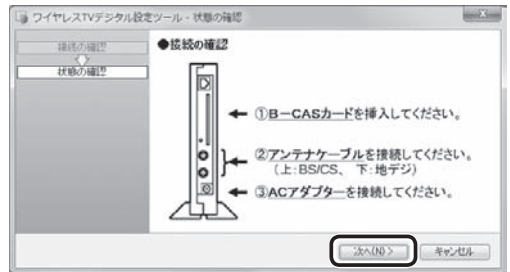 ワイヤレスTVデジタル設定ツール - 状態の確認
接続の確認
状態の確認
●接続の確認
①B-CASカードを挿入してください。
②アンテナケーブルを接続してください。
(上:BS/CS、下:地デジ)
③ACアダプターを接続してください。
次へ(N) >
キャンセル